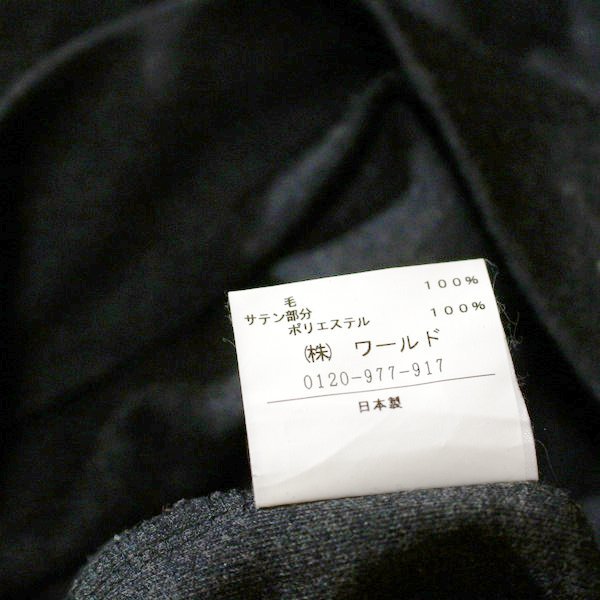 毛 100%
サテン部分
ポリエステル 100%
㈱ ワールド
0120-977-917
日本製